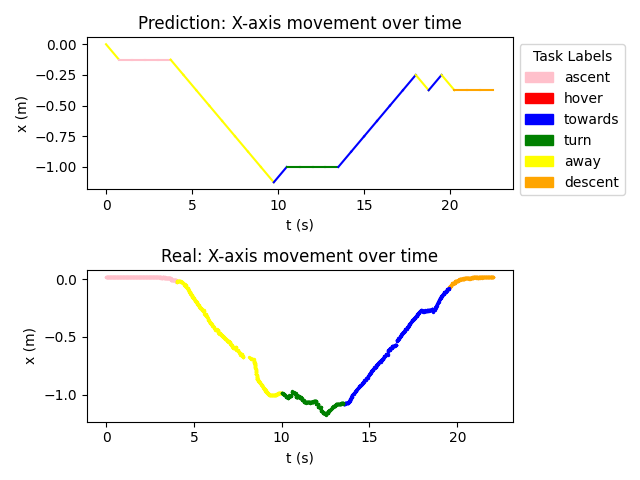 Prediction: X-axis movement over time
0.00
−0.25
−0.50
−0.75
−1.00
x (m)
0 5 10 15 20
t (s)
Task Labels
ascent
hover
towards
turn
away
descent
Real: X-axis movement over time
0.0
−0.5
−1.0
x (m)
0 5 10 15 20
t (s)